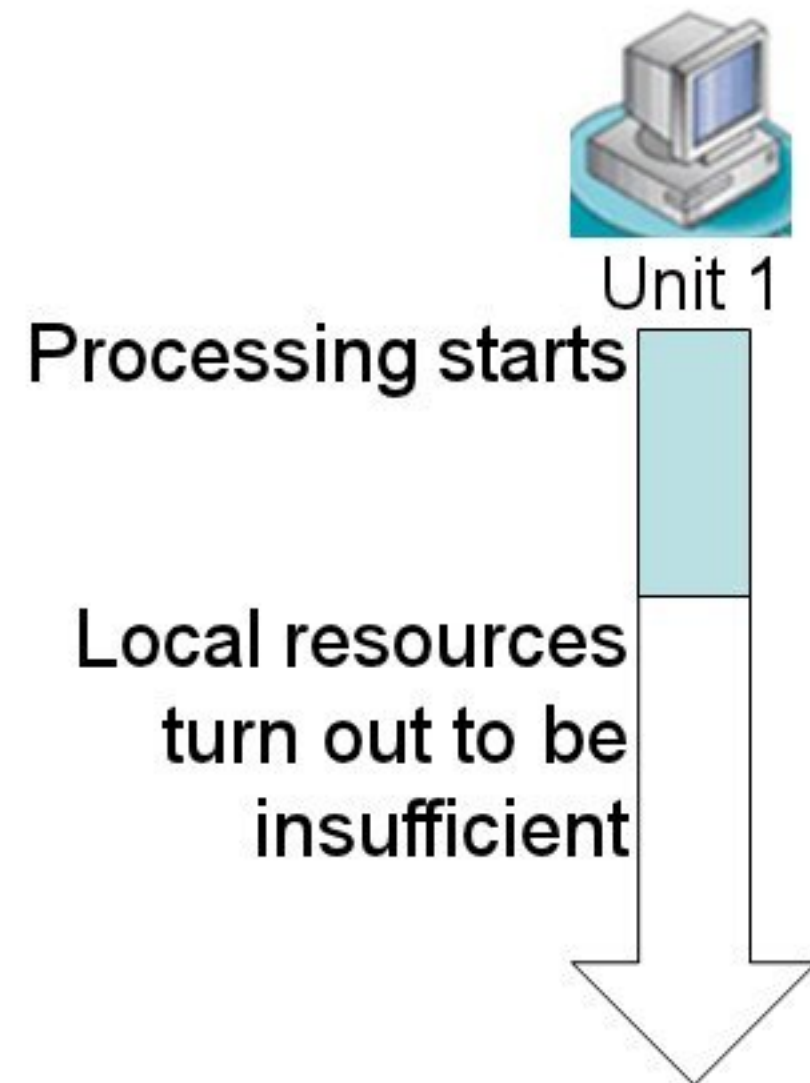 Unit 1
Processing starts
Local resources
turn out to be
insufficient